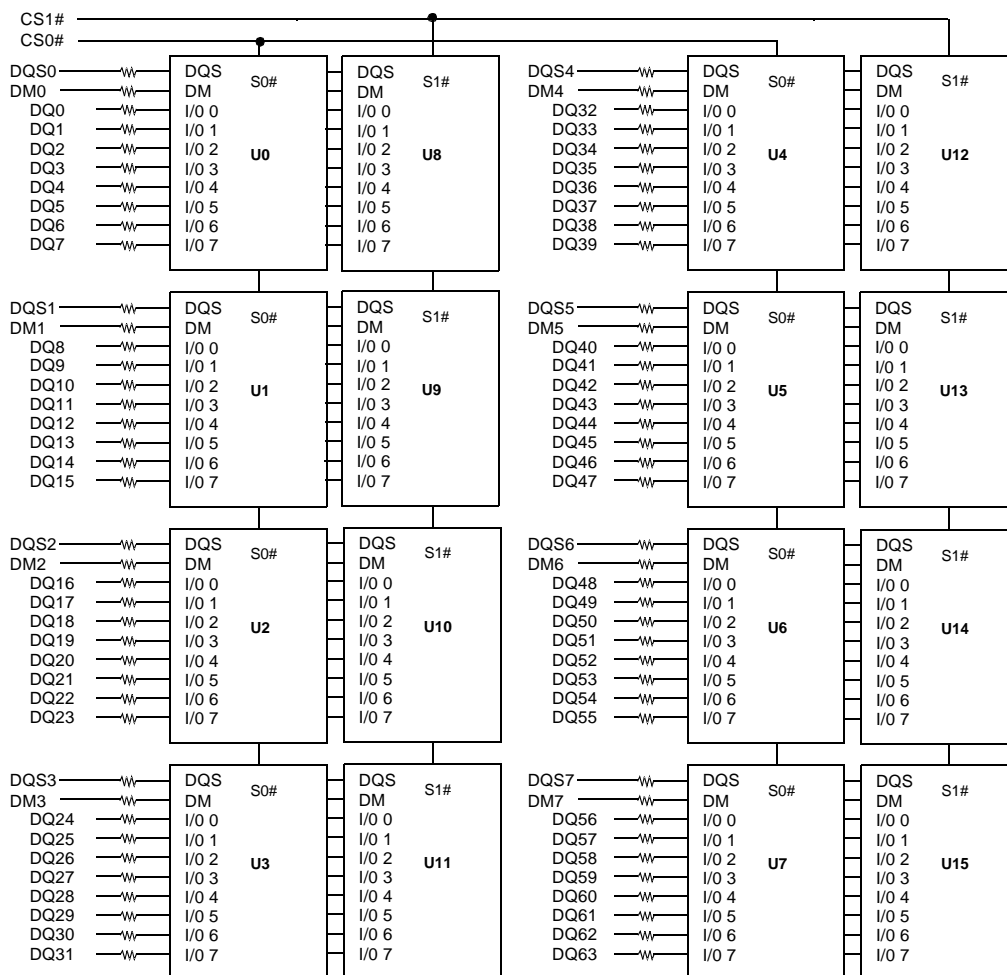 CS1#
CS0#
DQS0 DQS S0# DQS S1# DQS4 DQS S0# DQS S1#
DM0 DM DM DM4 DM DM
DQ0 I/0 0 I/0 0 DQ32 I/0 0 I/0 0
DQ1 I/0 1 I/0 1 DQ33 I/0 1 I/0 1
DQ2 I/0 2 U0 I/0 2 U8 DQ34 I/0 2 U4 I/0 2 U12
DQ3 I/0 3 I/0 3 DQ35 I/0 3 I/0 3
DQ4 I/0 4 I/0 4 DQ36 I/0 4 I/0 4
DQ5 I/0 5 I/0 5 DQ37 I/0 5 I/0 5
DQ6 I/0 6 I/0 6 DQ38 I/0 6 I/0 6
DQ7 I/0 7 I/0 7 DQ39 I/0 7 I/0 7
DQS1 DQS S0# DQS S1# DQS5 DQS S0# DQS S1#
DM1 DM DM DM5 DM DM
DQ8 I/0 0 I/0 0 DQ40 I/0 0 I/0 0
DQ9 I/0 1 I/0 1 DQ41 I/0 1 I/0 1
DQ10 I/0 2 U1 I/0 2 U9 DQ42 I/0 2 U5 I/0 2 U13
DQ11 I/0 3 I/0 3 DQ43 I/0 3 I/0 3
DQ12 I/0 4 I/0 4 DQ44 I/0 4 I/0 4
DQ13 I/0 5 I/0 5 DQ45 I/0 5 I/0 5
DQ14 I/0 6 I/0 6 DQ46 I/0 6 I/0 6
DQ15 I/0 7 I/0 7 DQ47 I/0 7 I/0 7
DQS2 DQS S0# DQS S1# DQS6 DQS S0# DQS S1#
DM2 DM DM DM6 DM DM
DQ16 I/0 0 I/0 0 DQ48 I/0 0 I/0 0
DQ17 I/0 1 I/0 1 DQ49 I/0 1 I/0 1
DQ18 I/0 2 U2 I/0 2 U10 DQ50 I/0 2 U6 I/0 2 U14
DQ19 I/0 3 I/0 3 DQ51 I/0 3 I/0 3
DQ20 I/0 4 I/0 4 DQ52 I/0 4 I/0 4
DQ21 I/0 5 I/0 5 DQ53 I/0 5 I/0 5
DQ22 I/0 6 I/0 6 DQ54 I/0 6 I/0 6
DQ23 I/0 7 I/0 7 DQ55 I/0 7 I/0 7
DQS3 DQS S0# DQS S1# DQS7 DQS S0# DQS S1#
DM3 DM DM DM7 DM DM
DQ24 I/0 0 I/0 0 DQ56 I/0 0 I/0 0
DQ25 I/0 1 I/0 1 DQ57 I/0 1 I/0 1
DQ26 I/0 2 U3 I/0 2 U11 DQ58 I/0 2 U7 I/0 2 U15
DQ27 I/0 3 I/0 3 DQ59 I/0 3 I/0 3
DQ28 I/0 4 I/0 4 DQ60 I/0 4 I/0 4
DQ29 I/0 5 I/0 5 DQ61 I/0 5 I/0 5
DQ30 I/0 6 I/0 6 DQ62 I/0 6 I/0 6
DQ31 I/0 7 I/0 7 DQ63 I/0 7 I/0 7